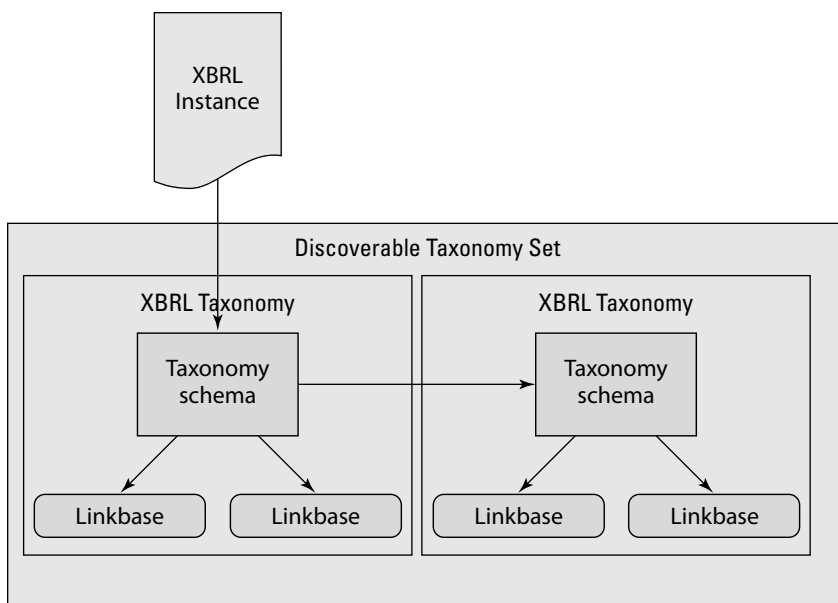 XBRL
Instance
Discoverable Taxonomy Set
XBRL Taxonomy
Taxonomy
schema
Linkbase
Linkbase
XBRL Taxonomy
Taxonomy
schema
Linkbase
Linkbase